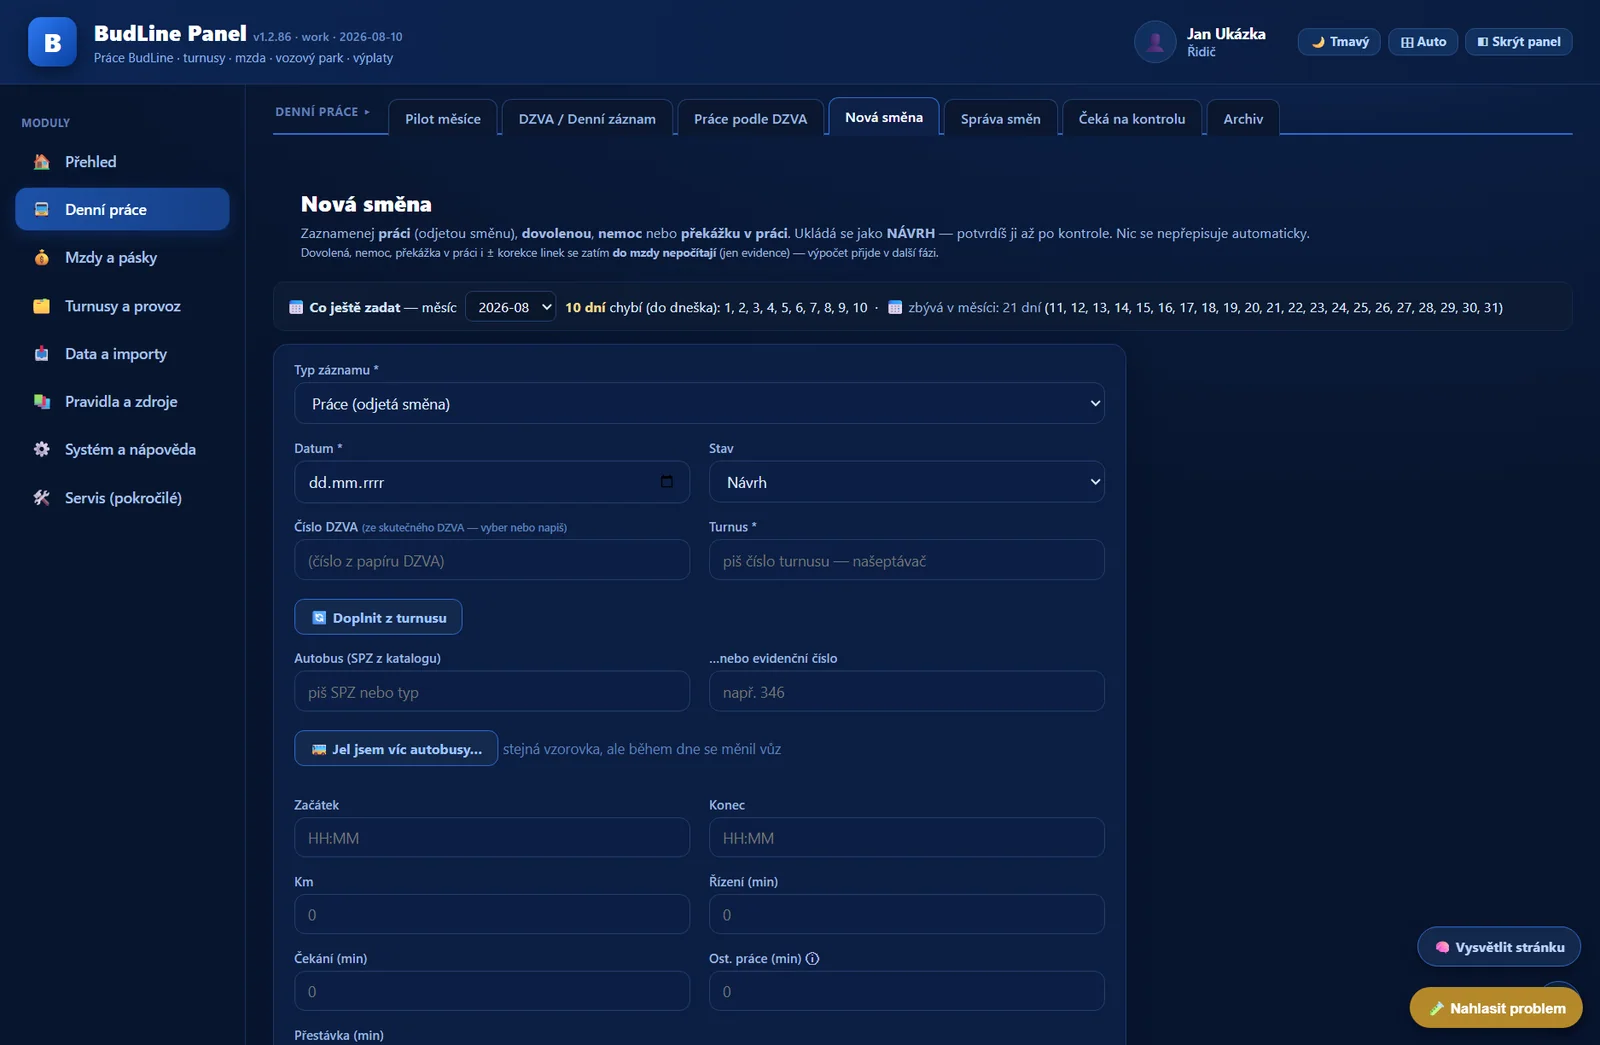 B
BudLine Panel v1.2.86 · work · 2026-08-10
Práce BudLine · turnusy · mzda · vozový park · výplaty
Jan Ukázka
Řidič
Tmavý
Auto
Skrýt panel
MODULY
Přehled
Denní práce
Mzdy a pásky
Turnusy a provoz
Data a importy
Pravidla a zdroje
Systém a nápověda
Servis (pokročilé)
DENNÍ PRÁCE ▸
Pilot měsíce
DZVA / Denní záznam
Práce podle DZVA
Nová směna
Správa směn
Čeká na kontrolu
Archiv
Nová směna
Zaznamenej práci (odjetou směnu), dovolenou, nemoc nebo překážku v práci. Ukládá se jako NÁVRH — potvrdíš ji až po kontrole. Nic se nepřepisuje automaticky.
Dovolená, nemoc, překážka v práci i ± korekce linek se zatím do mzdy nepočítají (jen evidence) — výpočet přijde v další fázi.
Co ještě zadat — měsíc 2026-08 10 dní chybí (do dneška): 1, 2, 3, 4, 5, 6, 7, 8, 9, 10 · zbývá v měsíci: 21 dní (11, 12, 13, 14, 15, 16, 17, 18, 19, 20, 21, 22, 23, 24, 25, 26, 27, 28, 29, 30, 31)
Typ záznamu *
Práce (odjetá směna)
Datum *
Stav
dd.mm.rrrr
Návrh
Číslo DZVA (ze skutečného DZVA — vyber nebo napiš)
Turnus *
(číslo z papíru DZVA)
piš číslo turnusu — našeptávač
Doplnit z turnusu
Autobus (SPZ z katalogu)
...nebo evidenční číslo
piš SPZ nebo typ
např. 346
Jel jsem víc autobusy... stejná vzorovka, ale během dne se měnil vůz
Začátek
Konec
HH:MM
HH:MM
Km
Řízení (min)
0
0
Čekání (min)
Ost. práce (min)
0
0
Přestávka (min)
Vysvětlit stránku
Nahlasit problem